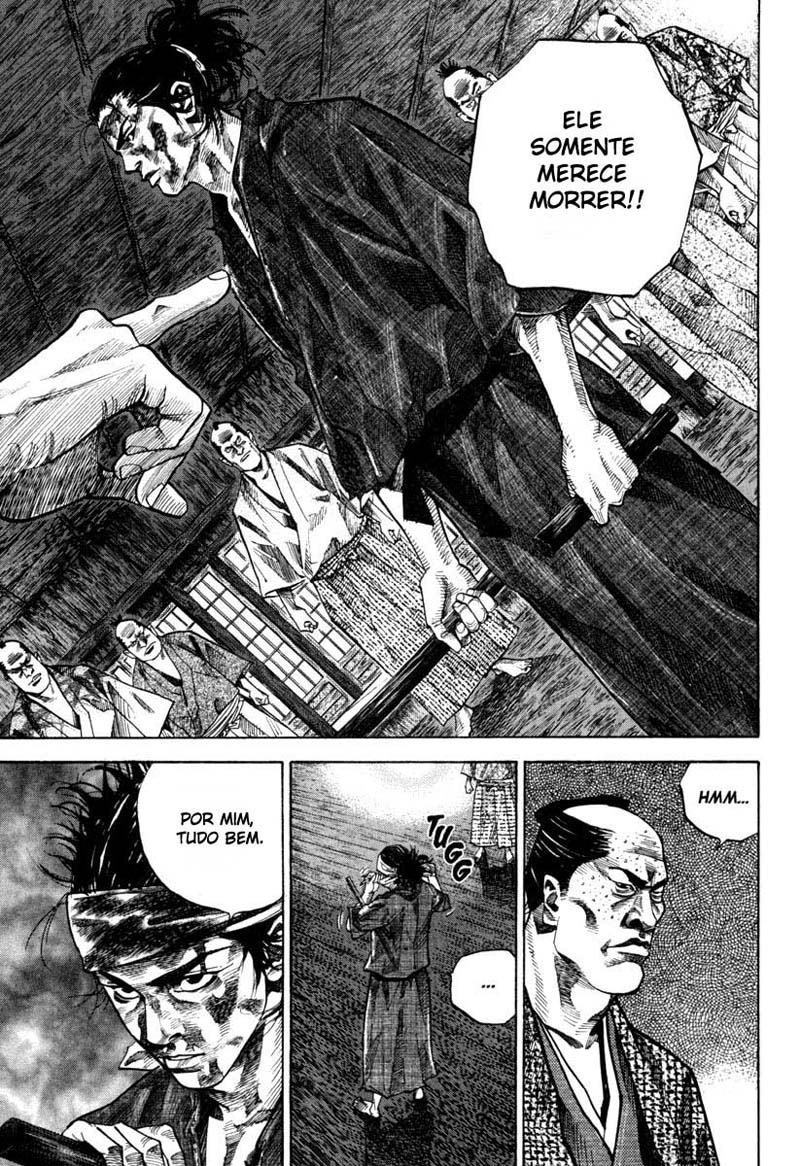 ELE
SOMENTE
MERECE
MORRER!!
HMM...
TUGG
...
POR MIM,
TUDO BEM.